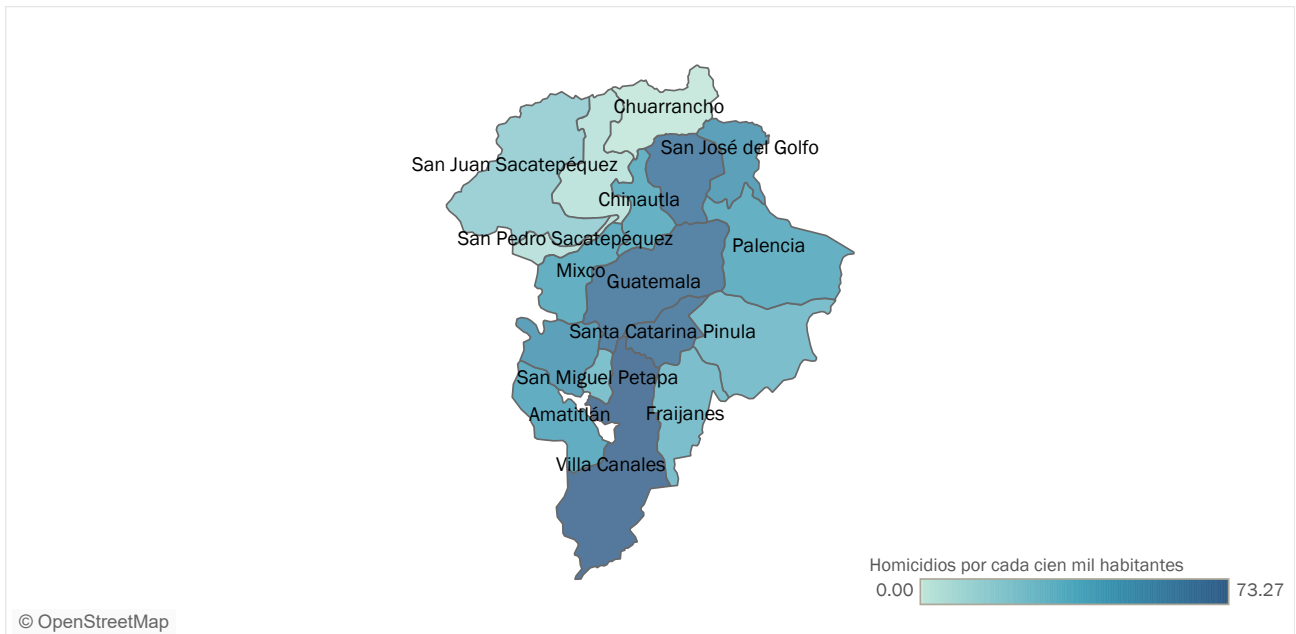 Chuarrancho
San José del Golfo
San Juan Sacatepéquez
Chinautla
San Pedro Sacatepéquez
Palencia
Mixco
Guatemala
Santa Catarina Pinula
San Miguel Petapa
Amatitlán
Fraijanes
Villa Canales
Homicidios por cada cien mil habitantes
0.00
73.27
© OpenStreetMap